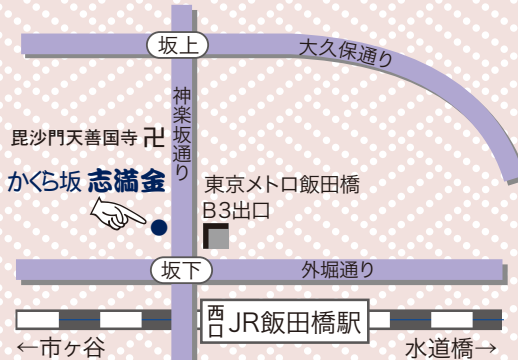 坂上
大久保通り
神楽坂通り
毘沙門天善国寺 卍
かくら坂 志満金
東京メトロ飯田橋
B3出口
坂下
外堀通り
西口 JR飯田橋駅
←市ヶ谷
水道橋→